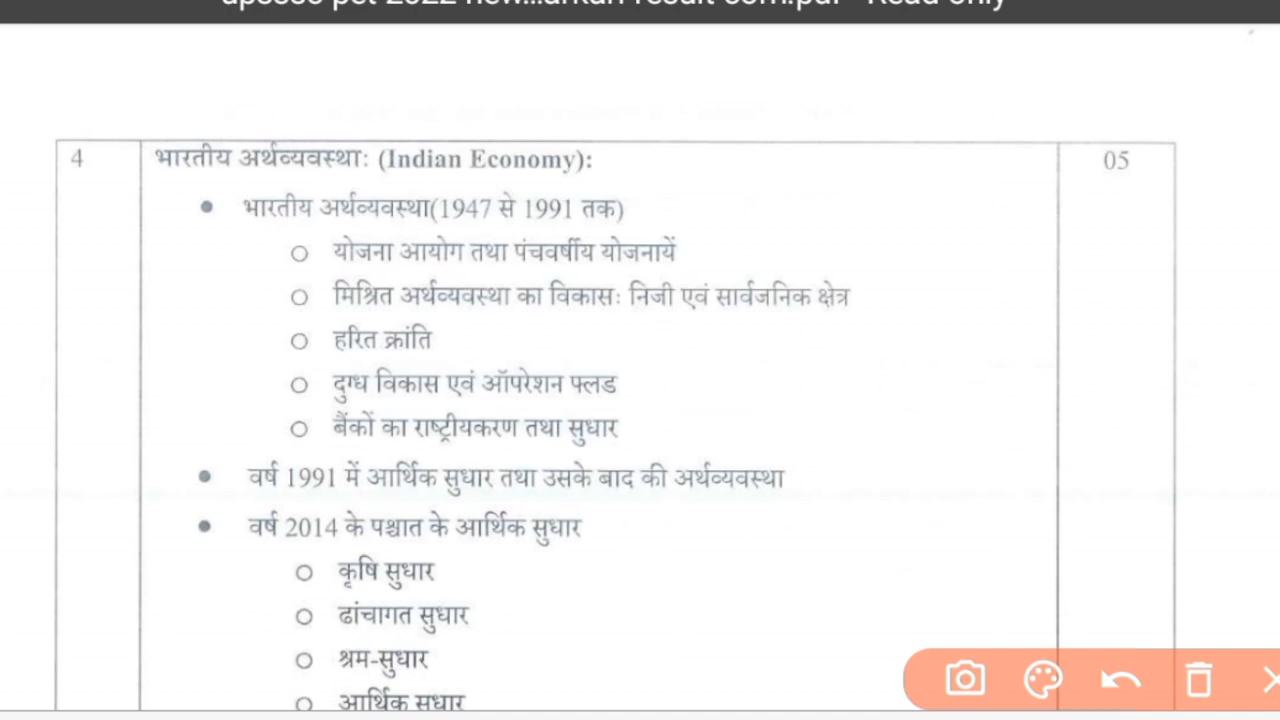 4 भारतीय अर्थव्यवस्था: (Indian Economy): 05
• भारतीय अर्थव्यवस्था(1947 से 1991 तक)
o योजना आयोग तथा पंचवर्षीय योजनायें
o मिश्रित अर्थव्यवस्था का विकास: निजी एवं सार्वजनिक क्षेत्र
o हरित क्रांति
o दुग्ध विकास एवं ऑपरेशन फ्लड
o बैंकों का राष्ट्रीयकरण तथा सुधार
• वर्ष 1991 में आर्थिक सुधार तथा उसके बाद की अर्थव्यवस्था
• वर्ष 2014 के पश्चात के आर्थिक सुधार
o कृषि सुधार
o ढांचागत सुधार
o श्रम-सुधार
o आर्थिक सुधार